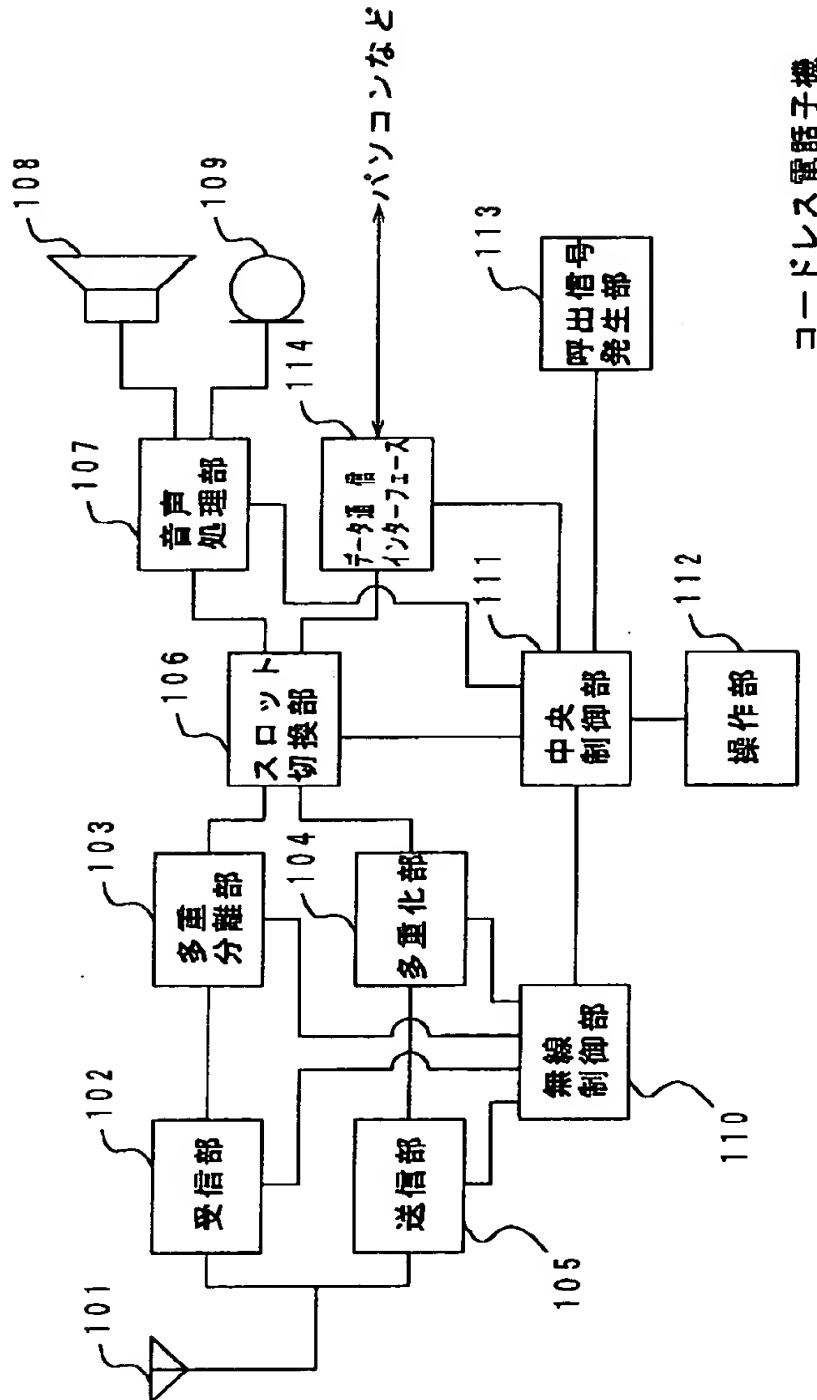 101
102
受信部
103
多重
分離部
106
スロット
切換部
107
音声
処理部
108
109
104
多重化部
送信部
105
114
データ通信
インターフェース
パソコンなど
無線
制御部
110
111
中央
制御部
112
操作部
113
呼出信号
発生部
コードレス電話子機